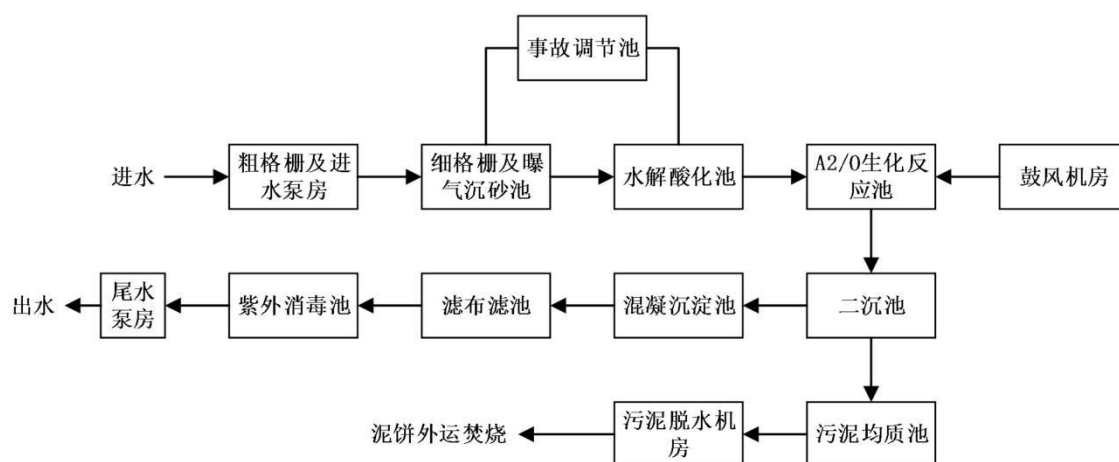 事故调节池
进水
粗格栅及进
水泵房
细格栅及曝
气沉砂池
水解酸化池
A2/O生化反
应池
鼓风机房
出水
尾水
泵房
紫外消毒池
滤布滤池
混凝沉淀池
二沉池
泥饼外运焚烧
污泥脱水机
房
污泥均质池